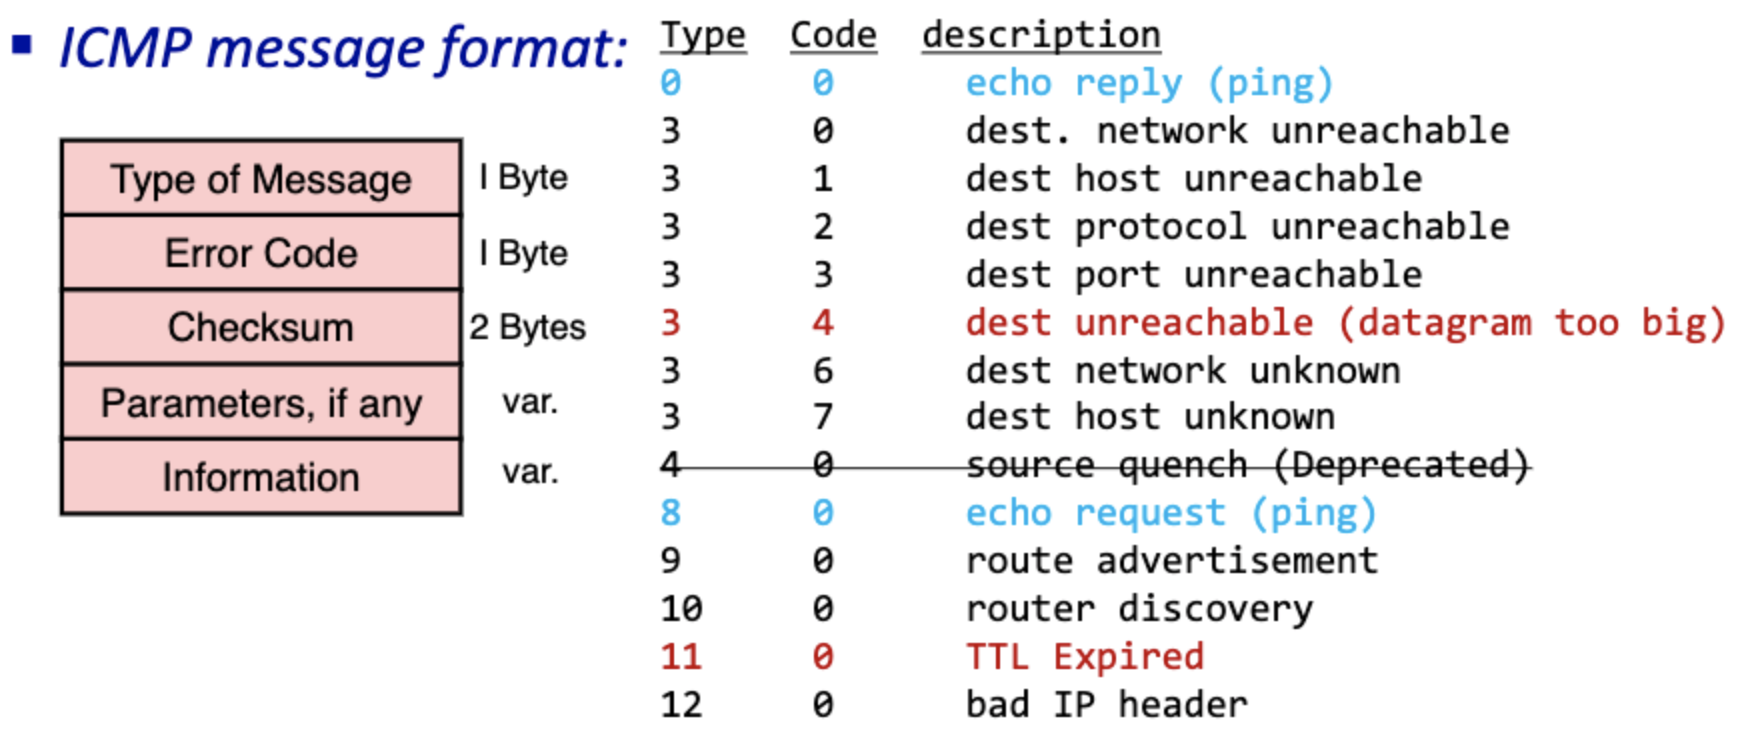 ▪ ICMP message format:
Type of Message 1 Byte
Error Code 1 Byte
Checksum 2 Bytes
Parameters, if any var.
Information var.
Type Code description
0 0 echo reply (ping)
3 0 dest. network unreachable
3 1 dest host unreachable
3 2 dest protocol unreachable
3 3 dest port unreachable
3 4 dest unreachable (datagram too big)
3 6 dest network unknown
3 7 dest host unknown
4 0 source quench (Deprecated)
8 0 echo request (ping)
9 0 route advertisement
10 0 router discovery
11 0 TTL Expired
12 0 bad IP header